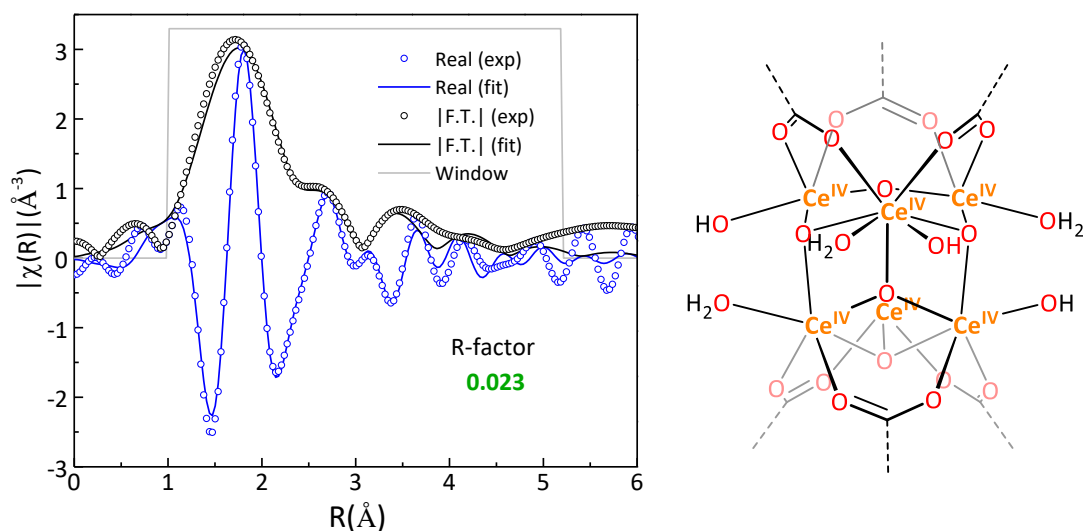 |χ(R)|(Å⁻³)
3
2
1
0
-1
-2
-3
0
1
2
3
4
5
6
R(Å)
Real (exp)
Real (fit)
|F.T.| (exp)
|F.T.| (fit)
Window
R-factor
0.023
O
O
O
O
O
O
Ce^IV
O
Ce^IV
Ce^IV
HO
O
H₂O
OH
O
OH₂
H₂O
O
OH
Ce^IV
Ce^IV
Ce^IV
O
O
O
O
O
O
O